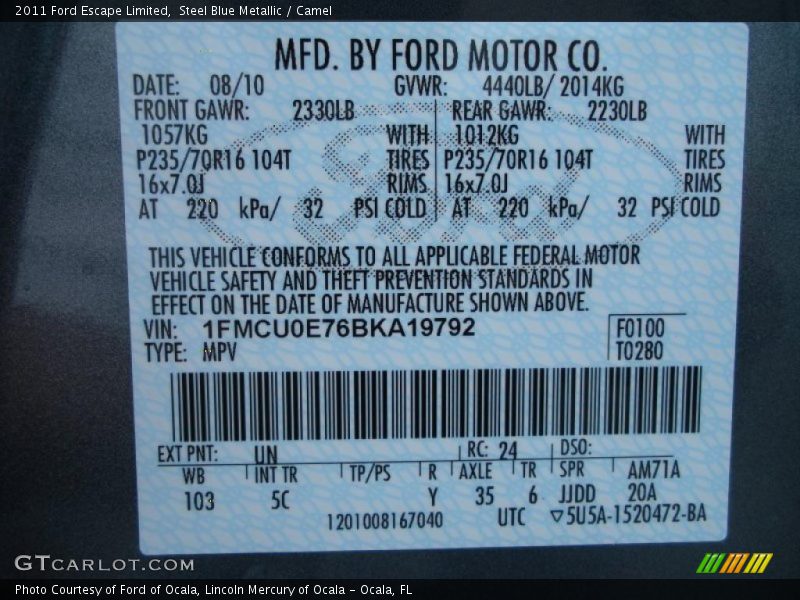 2011 Ford Escape Limited, Steel Blue Metallic / Camel
MFD. BY FORD MOTOR CO.
DATE: 08/10 GVWR: 4440LB/ 2014KG
FRONT GAWR: 2330LB REAR GAWR: 2230LB
1057KG WITH 1012KG WITH
P235/70R16 104T TIRES P235/70R16 104T TIRES
16x7.0J RIMS 16x7.0J RIMS
AT 220 kPa/ 32 PSI COLD AT 220 kPa/ 32 PSI COLD
Ford
THIS VEHICLE CONFORMS TO ALL APPLICABLE FEDERAL MOTOR
VEHICLE SAFETY AND THEFT PREVENTION STANDARDS IN
EFFECT ON THE DATE OF MANUFACTURE SHOWN ABOVE.
VIN: 1FMCU0E76BKA19792 F0100
TYPE: MPV T0280
EXT PNT: UN RC: 24 DSO:
WB INT TR TP/PS R AXLE TR SPR AM71A
103 5C Y 35 6 JJDD 20A
1201008167040 UTC ▽5U5A-1520472-BA
GTCARLOT.COM
Photo Courtesy of Ford of Ocala, Lincoln Mercury of Ocala – Ocala, FL